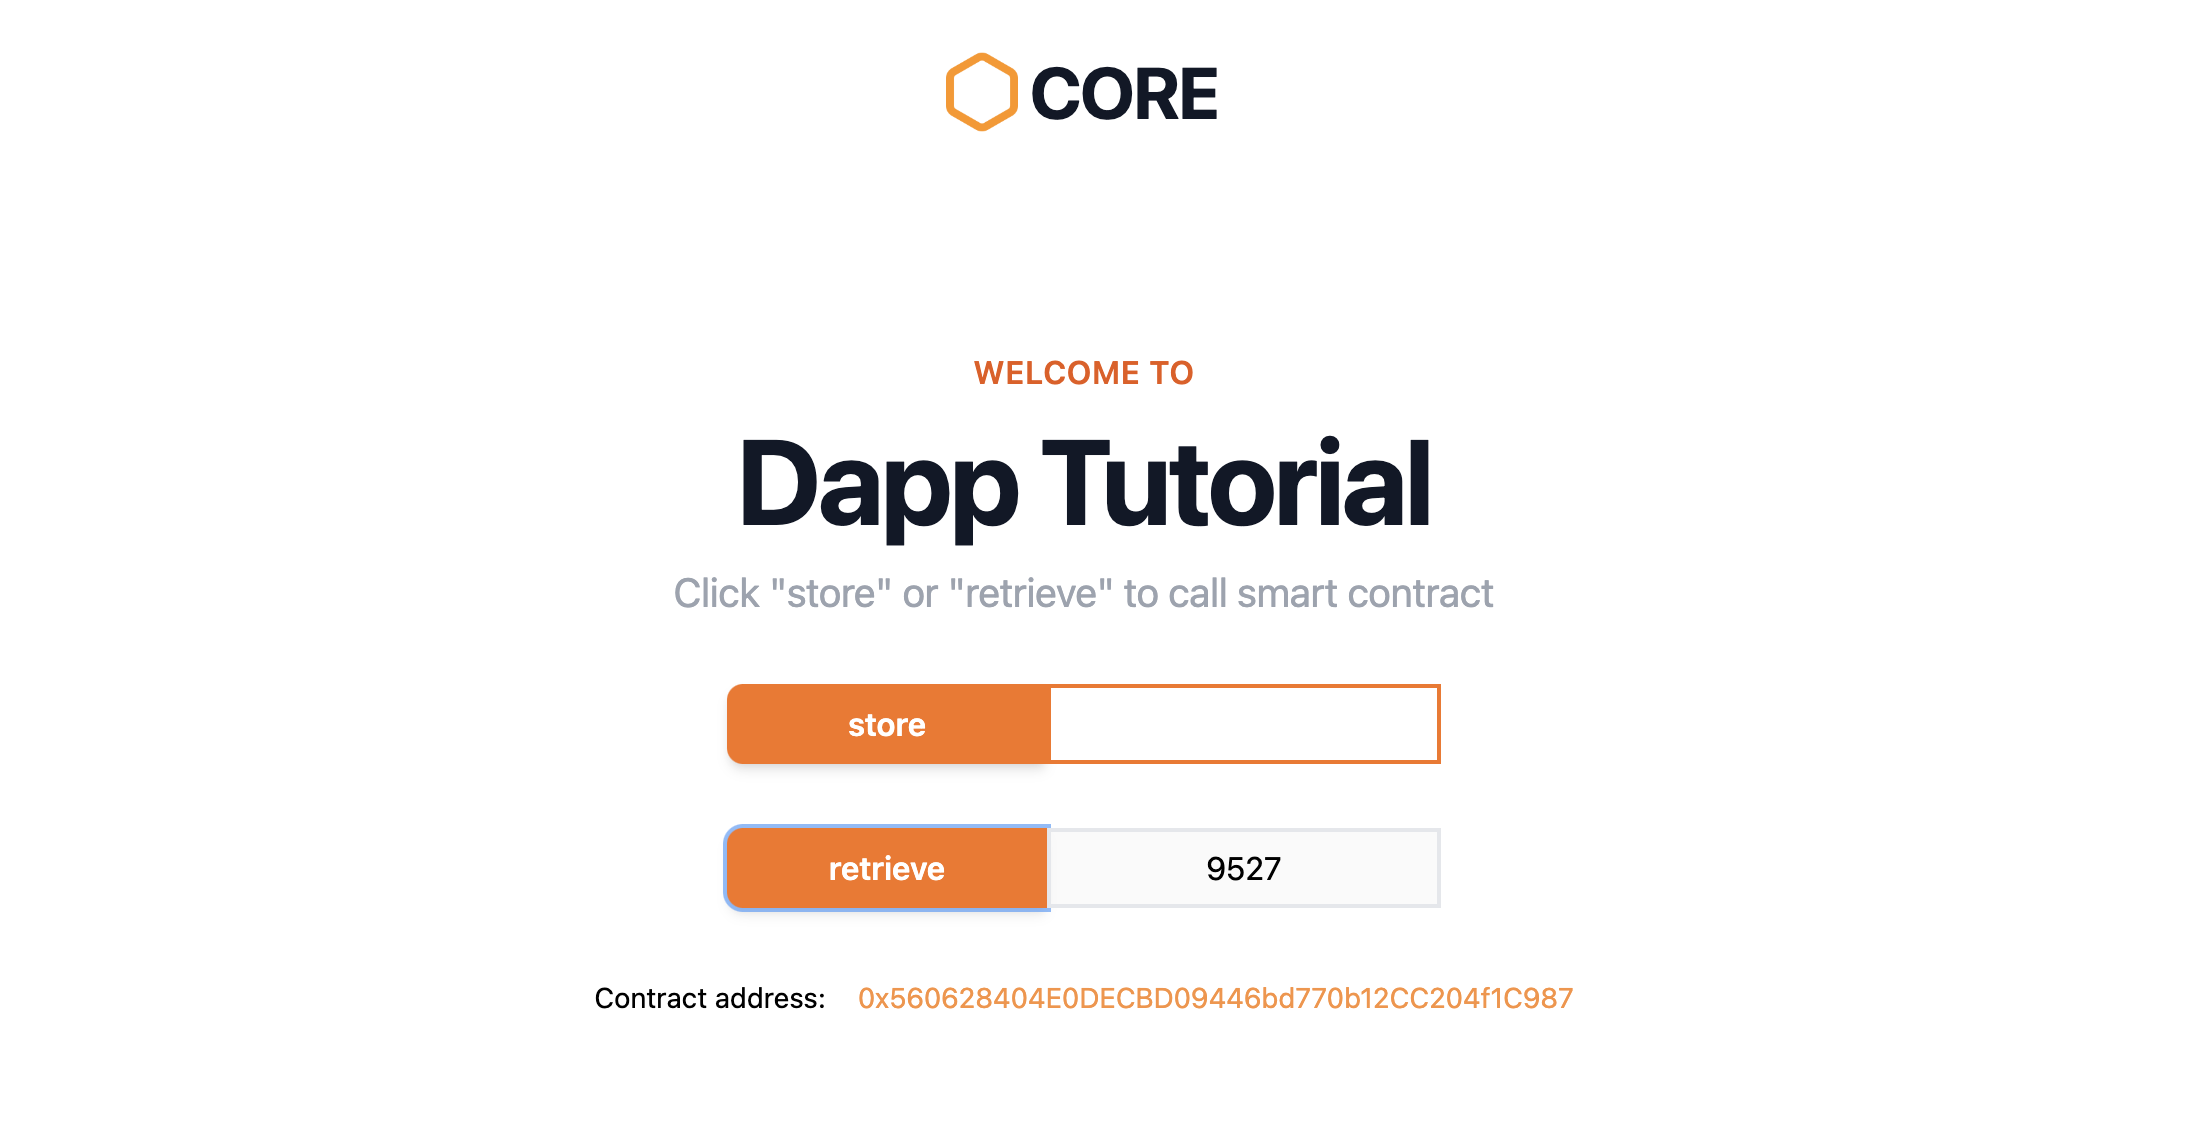 CORE
WELCOME TO
Dapp Tutorial
Click "store" or "retrieve" to call smart contract
store
retrieve 9527
Contract address: 0x560628404E0DECBD09446bd770b12CC204f1C987